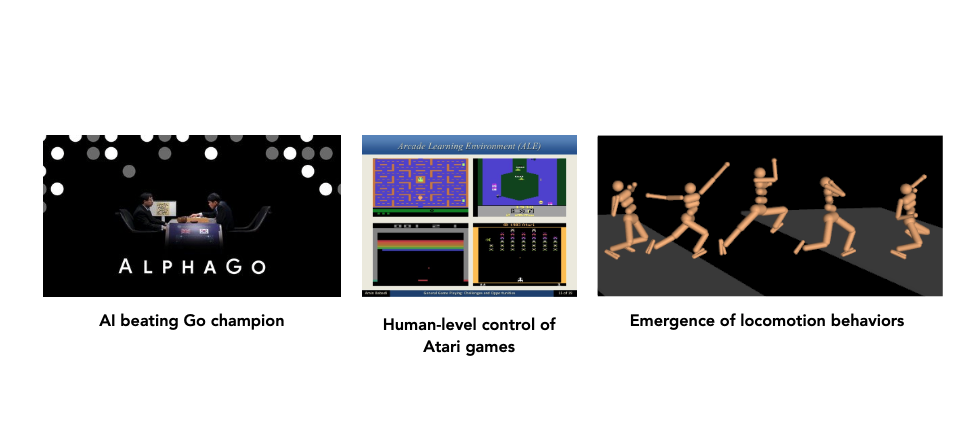 ALPHAGO
AI beating Go champion
Arcade Learning Environment (ALE)
Human-level control of
Atari games
Emergence of locomotion behaviors